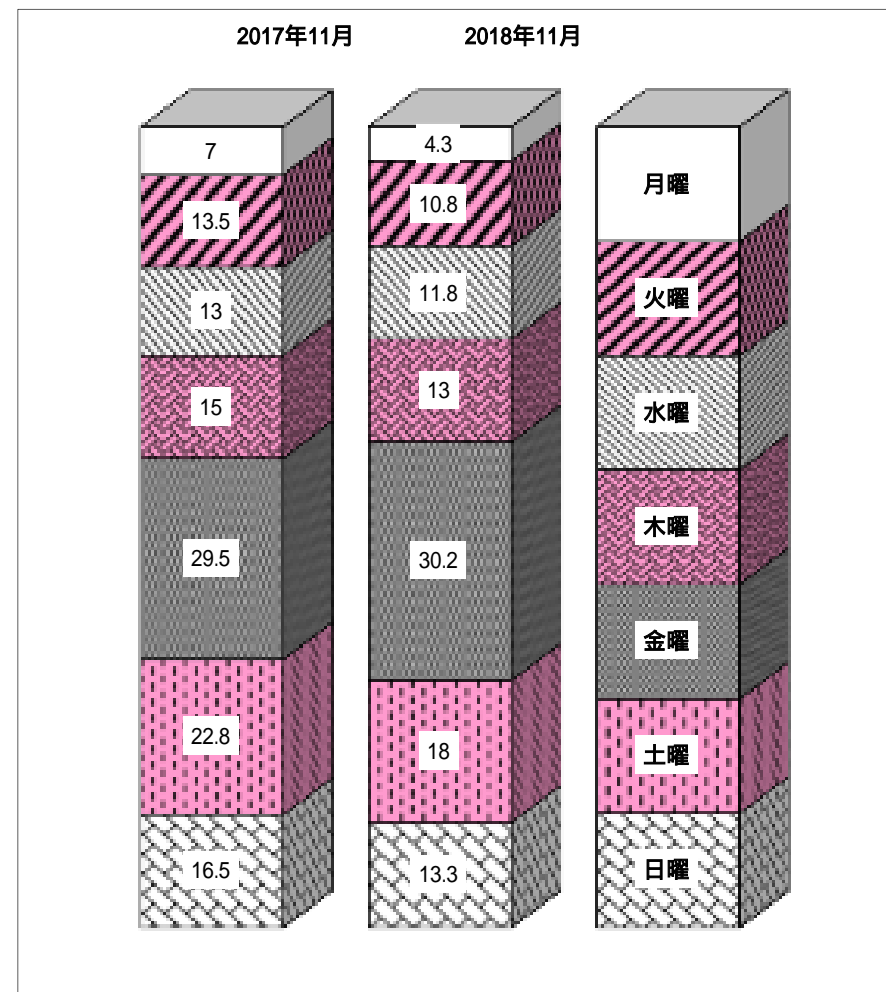 2017年11月 2018年11月
7 4.3 月曜
13.5 10.8 火曜
13 11.8 水曜
15 13 木曜
29.5 30.2 金曜
22.8 18 土曜
16.5 13.3 日曜